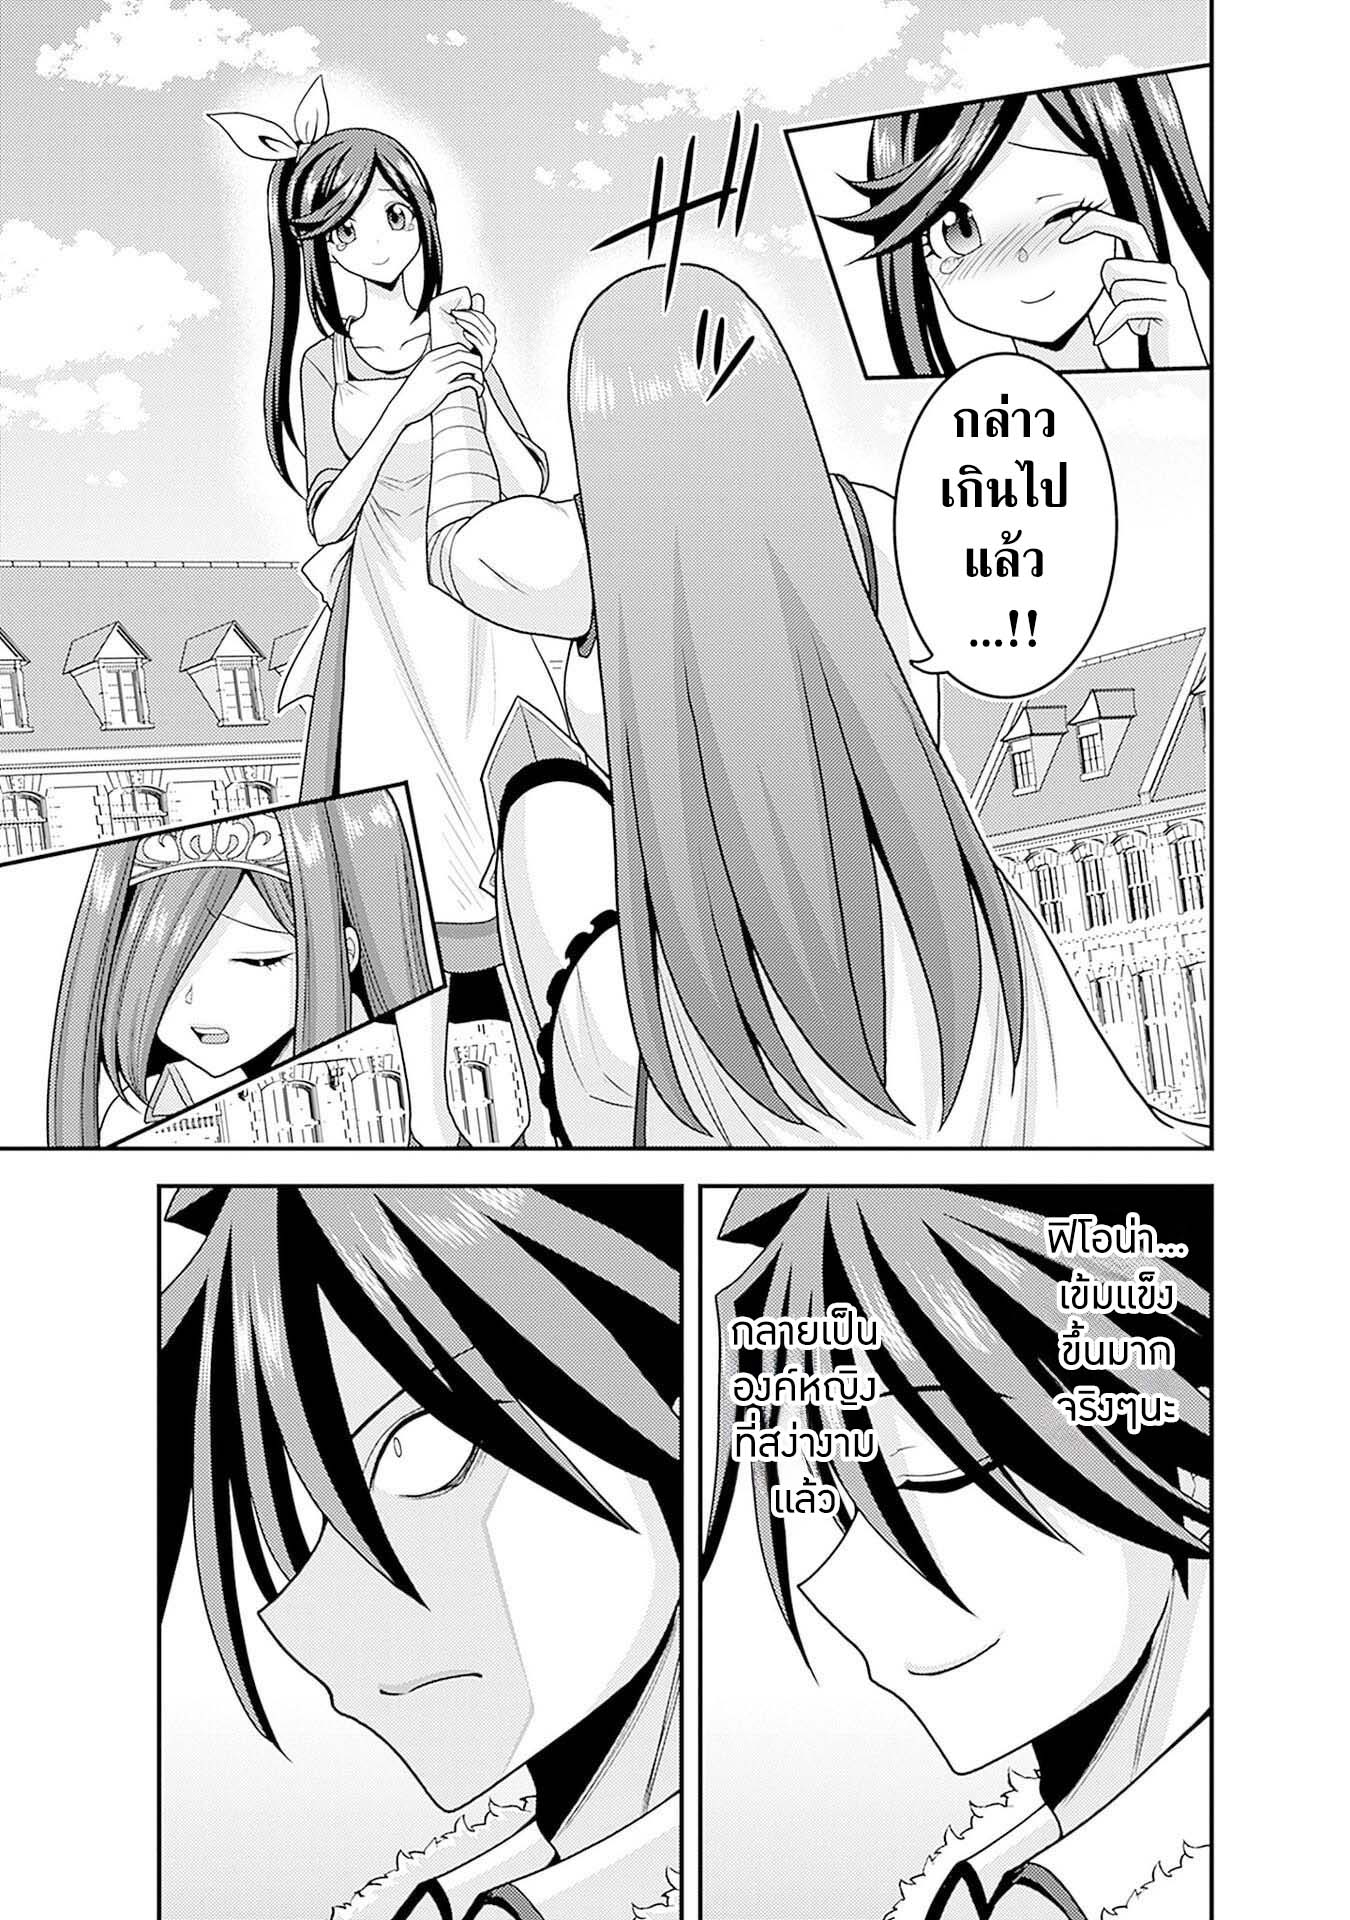 กล่าว
เกินไป
แล้ว
...!!
ฟิโอน่า...
เข้มแข็ง
ขึ้นมาก
จริงๆนะ
กลายเป็น
องค์หญิง
ที่สง่างาม
แล้ว